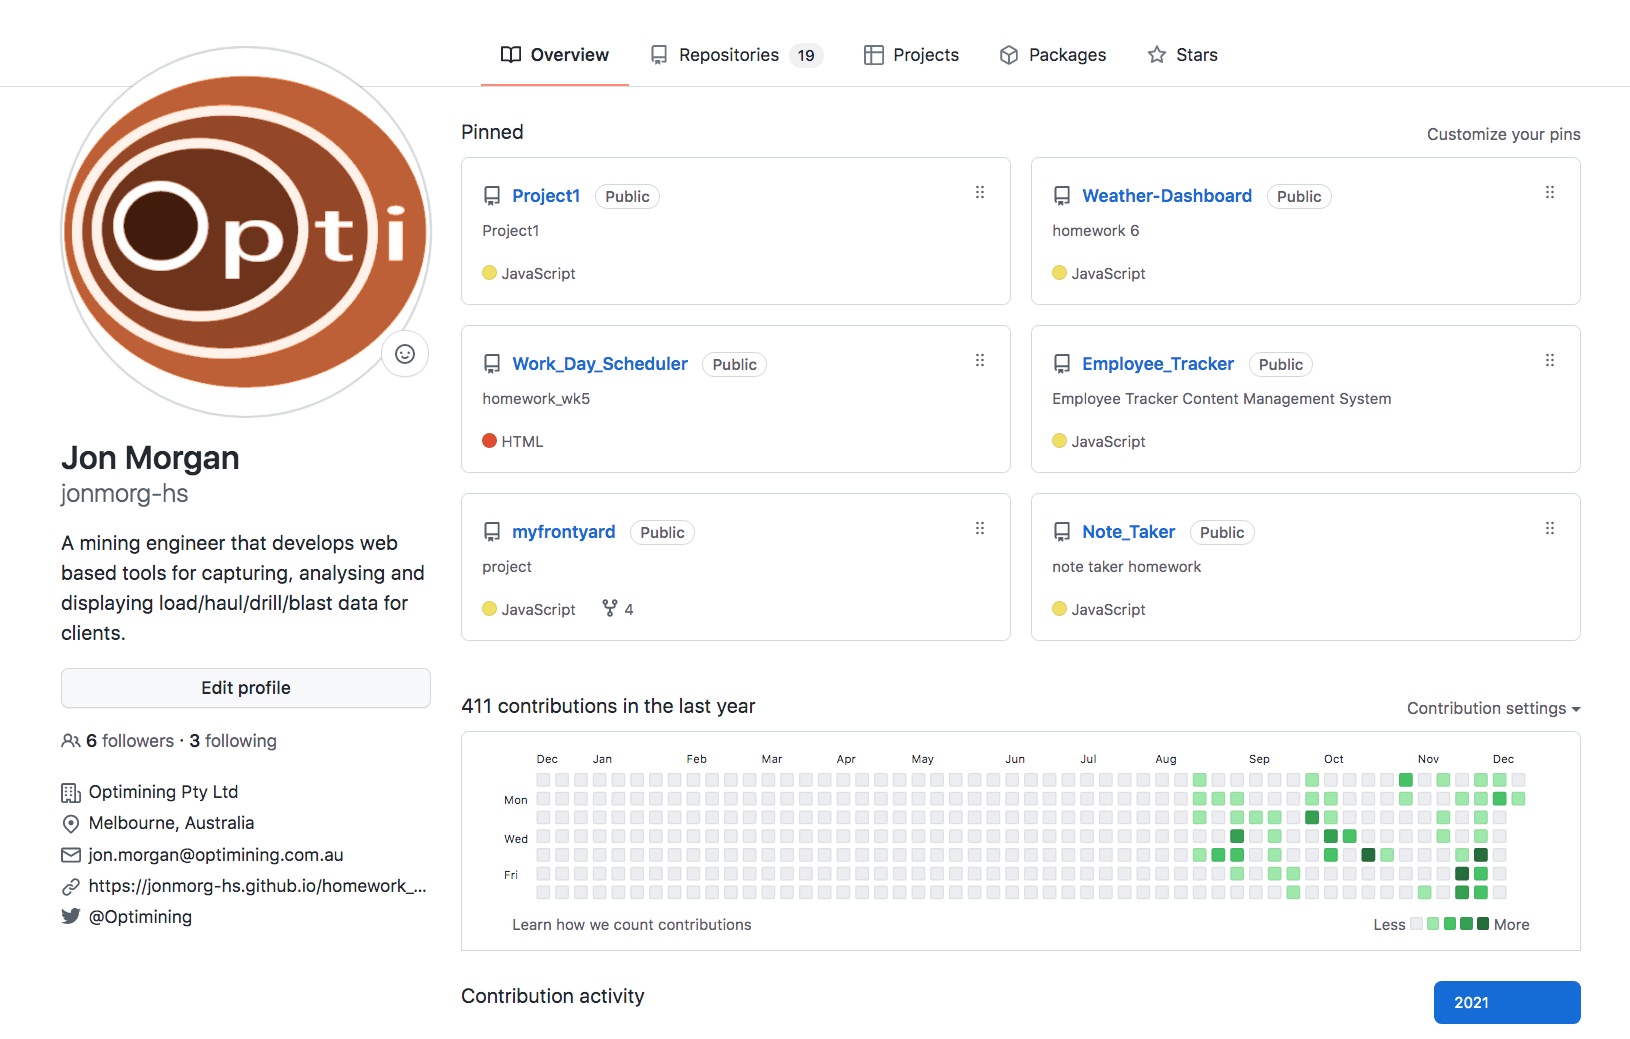 Overview
Repositories 19
Projects
Packages
Stars
Opti
Jon Morgan
jonmorg-hs
A mining engineer that develops web
based tools for capturing, analysing and
displaying load/haul/drill/blast data for
clients.
Edit profile
6 followers · 3 following
Optimining Pty Ltd
Melbourne, Australia
jon.morgan@optimining.com.au
https://jonmorg-hs.github.io/homework_...
@Optimining
Pinned
Customize your pins
Project1 Public
Project1
JavaScript
Weather-Dashboard Public
homework 6
JavaScript
Work_Day_Scheduler Public
homework_wk5
HTML
Employee_Tracker Public
Employee Tracker Content Management System
JavaScript
myfrontyard Public
project
JavaScript 4
Note_Taker Public
note taker homework
JavaScript
411 contributions in the last year
Contribution settings
Dec Jan Feb Mar Apr May Jun Jul Aug Sep Oct Nov Dec
Mon
Wed
Fri
Learn how we count contributions
Less More
Contribution activity
2021